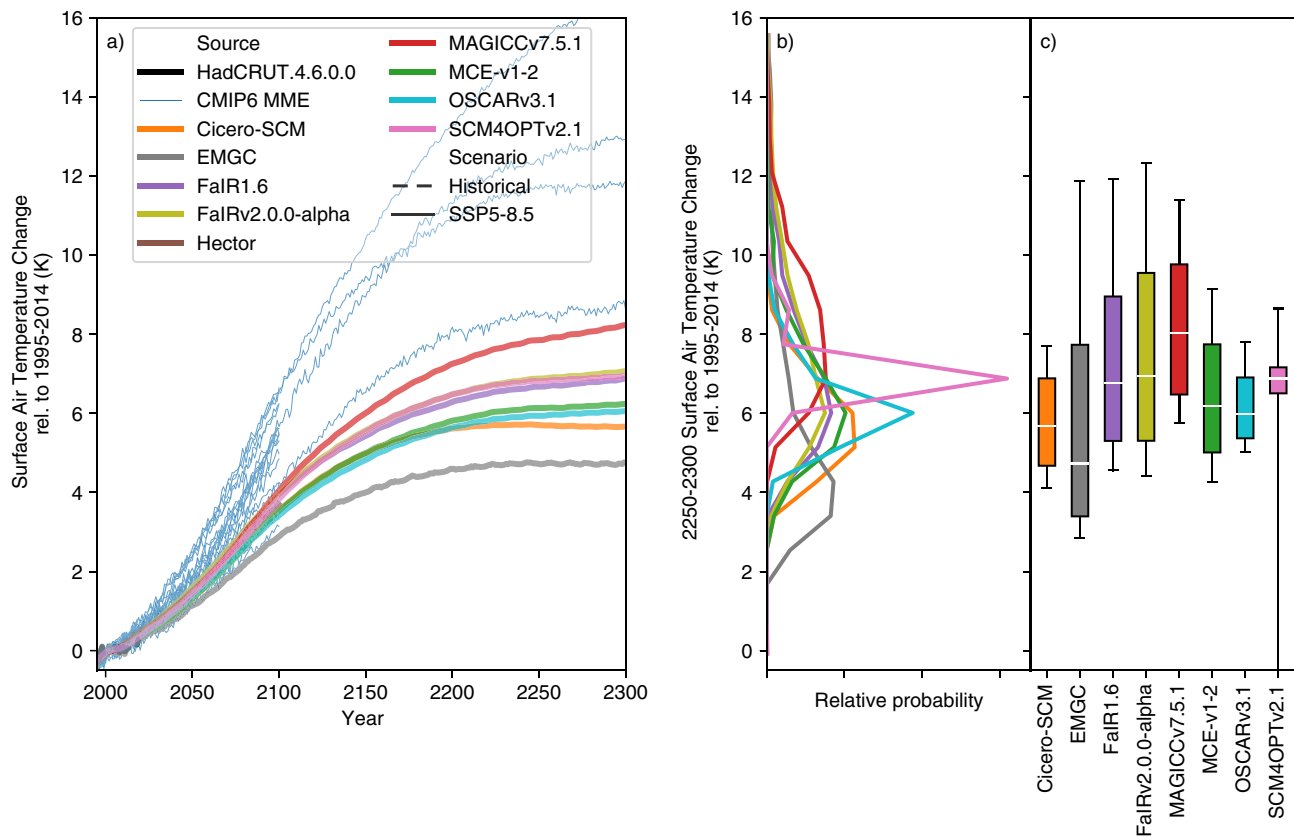 a)
Source
HadCRUT.4.6.0.0
CMIP6 MME
Cicero-SCM
EMGC
FaIR1.6
FaIRv2.0.0-alpha
Hector
MAGICCv7.5.1
MCE-v1-2
OSCARv3.1
SCM4OPTv2.1
Scenario
Historical
SSP5-8.5
Surface Air Temperature Change
rel. to 1995-2014 (K)
16
14
12
10
8
6
4
2
0
2000
2050
2100
2150
2200
2250
2300
Year
b)
2250-2300 Surface Air Temperature Change
rel. to 1995-2014 (K)
16
14
12
10
8
6
4
2
0
Relative probability
c)
Cicero-SCM
EMGC
FaIR1.6
FaIRv2.0.0-alpha
MAGICCv7.5.1
MCE-v1-2
OSCARv3.1
SCM4OPTv2.1